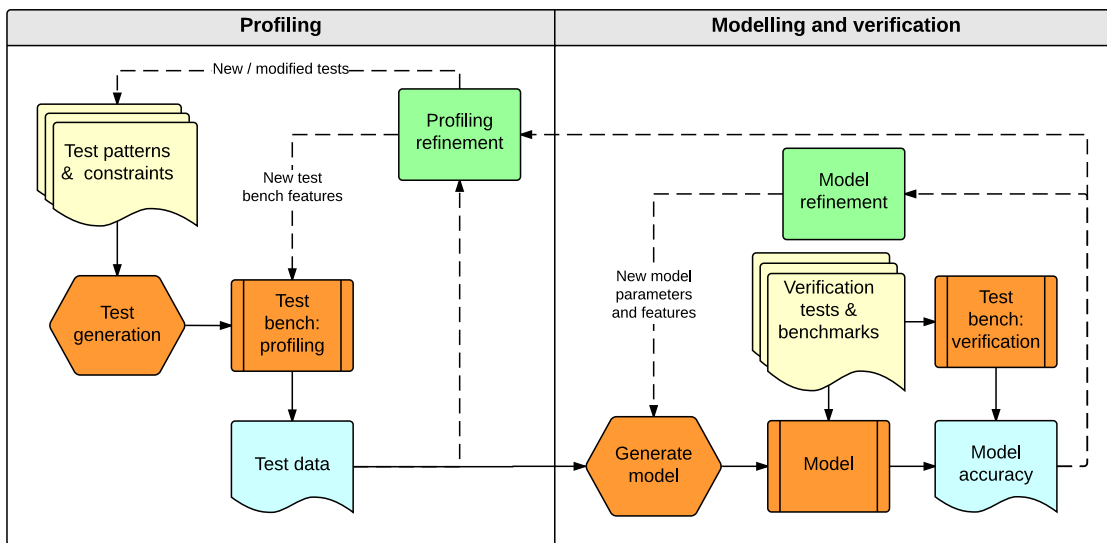 Profiling
Modelling and verification
New / modified tests
Test patterns
& constraints
Profiling
refinement
New test
bench features
Test
generation
Test
bench:
profiling
Test data
Model
refinement
New model
parameters
and features
Verification
tests &
benchmarks
Test
bench:
verification
Generate
model
Model
Model
accuracy